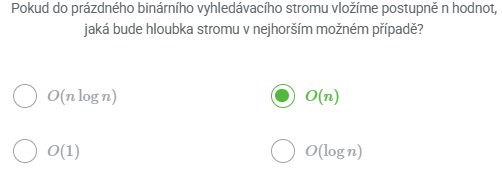 Pokud do prázdného binárního vyhledávacího stromu vložíme postupně n hodnot,
jaká bude hloubka stromu v nejhorším možném případě?
O(n log n)
O(n)
O(1)
O(log n)